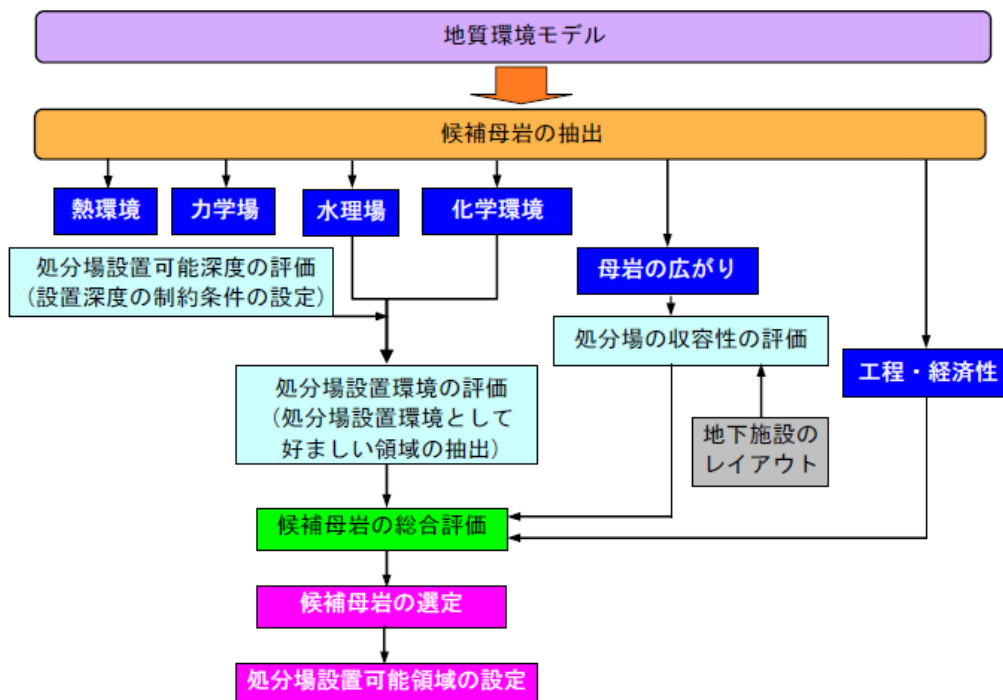 地質環境モデル
候補母岩の抽出
熱環境
力学場
水理場
化学環境
処分場設置可能深度の評価
（設置深度の制約条件の設定）
母岩の広がり
処分場の収容性の評価
工程・経済性
処分場設置環境の評価
（処分場設置環境として
好ましい領域の抽出）
地下施設の
レイアウト
候補母岩の総合評価
候補母岩の選定
処分場設置可能領域の設定